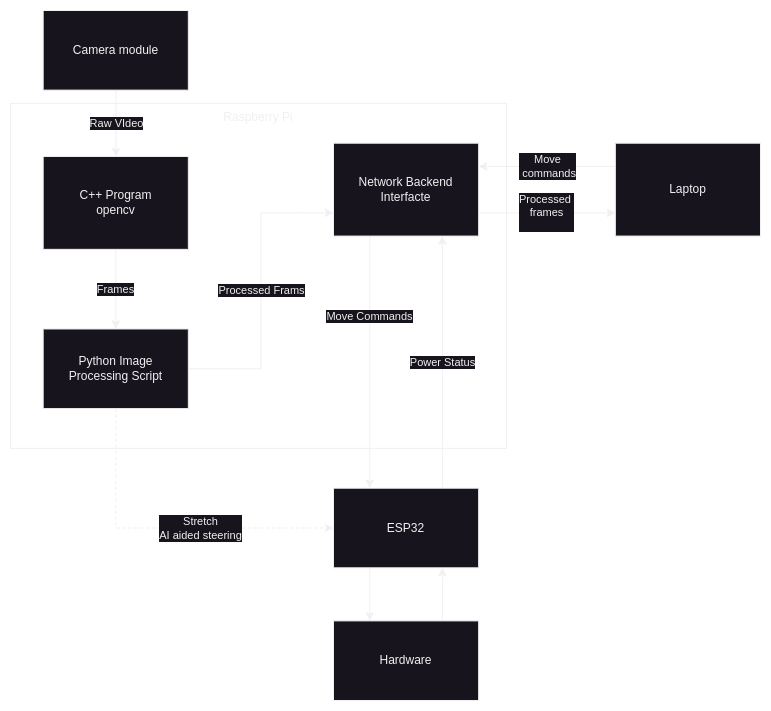 Camera module
Raw VIdeo
Raspberry Pi
C++ Program
opencv
Network Backend
Interfacte
Move
commands
Processed
frames
Laptop
Frames
Processed Frams
Move Commands
Power Status
Python Image
Processing Script
Stretch
AI aided steering
ESP32
Hardware